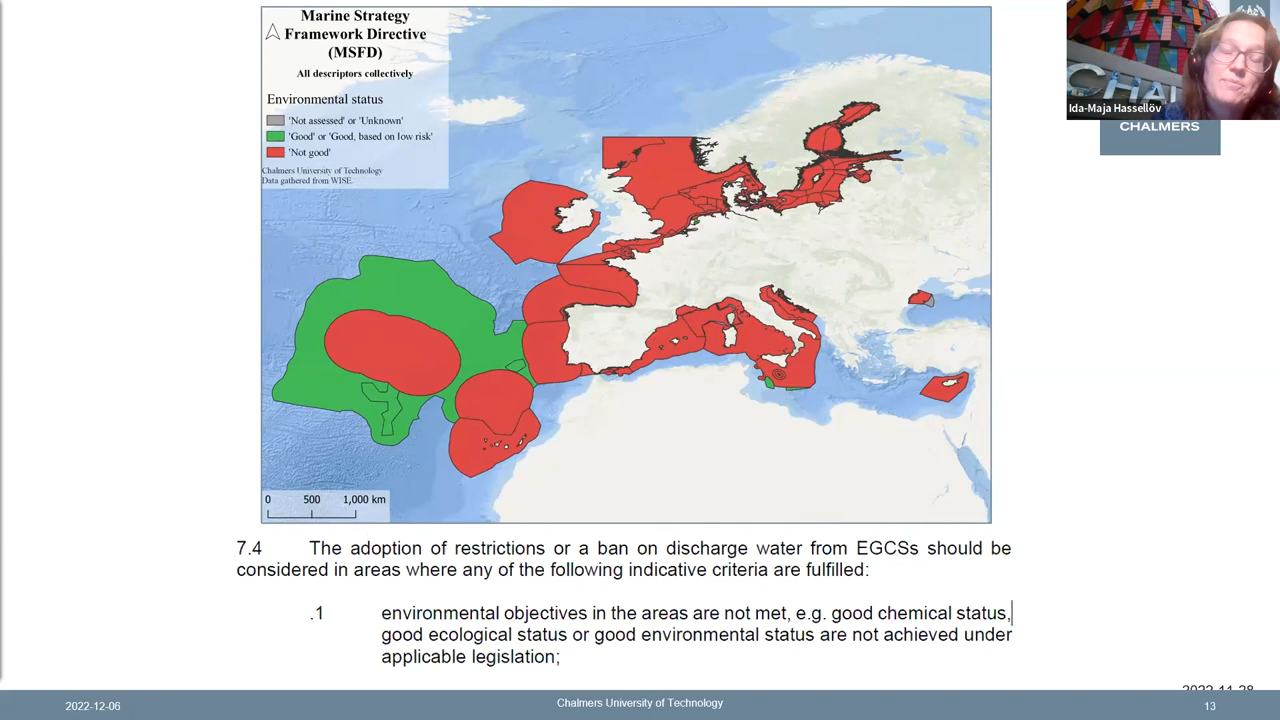 Marine Strategy
Framework Directive
(MSFD)
All descriptors collectively
Environmental status
'Not assessed' or 'Unknown'
'Good' or 'Good, based on low risk'
'Not good'
Chalmers University of Technology
Data gathered from WISE.
0 500 1,000 km
Ida-Maja Hassellöv
CHALMERS
7.4 The adoption of restrictions or a ban on discharge water from EGCSs should be
considered in areas where any of the following indicative criteria are fulfilled:
.1 environmental objectives in the areas are not met, e.g. good chemical status,
good ecological status or good environmental status are not achieved under
applicable legislation;
2022-11-28
2022-12-06
Chalmers University of Technology
13